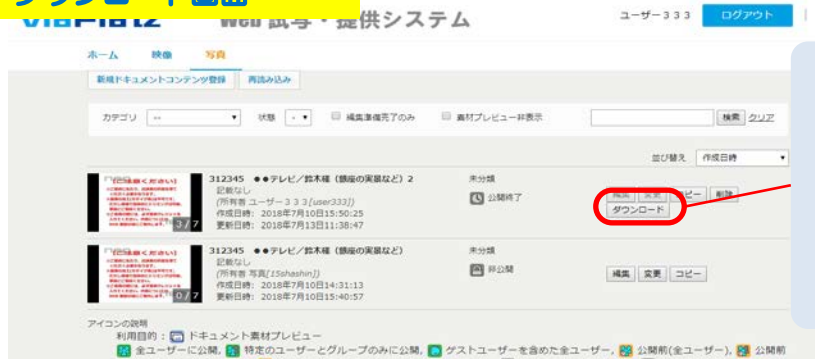 ViaPlatz Web 試写・提供システム
ユーザー333 ログアウト
ホーム 映像 写真
新規ドキュメントコンテンツ登録 再読み込み
カテゴリ -- 状態 - 編集準備完了のみ 素材プレビュー非表示 検索 クリア
並び替え 作成日時
312345 ●●テレビ/鈴木様 (銀座の実景など) 2
記載なし
(所有者 ユーザー333[user333])
作成日時: 2018年7月10日15:50:25
更新日時: 2018年7月13日11:38:47
3/7
未分類
公開終了
編集 変更 コピー 削除
ダウンロード
312345 ●●テレビ/鈴木様 (銀座の実景など)
記載なし
(所有者 写真[15shashin])
作成日時: 2018年7月10日14:31:13
更新日時: 2018年7月10日15:40:57
0/7
未分類
非公開
編集 変更 コピー
アイコンの説明
利用目的: ドキュメント素材プレビュー
全ユーザーに公開, 特定のユーザーとグループのみに公開, ゲストユーザーを含めた全ユーザー, 公開前(全ユーザー), 公開前